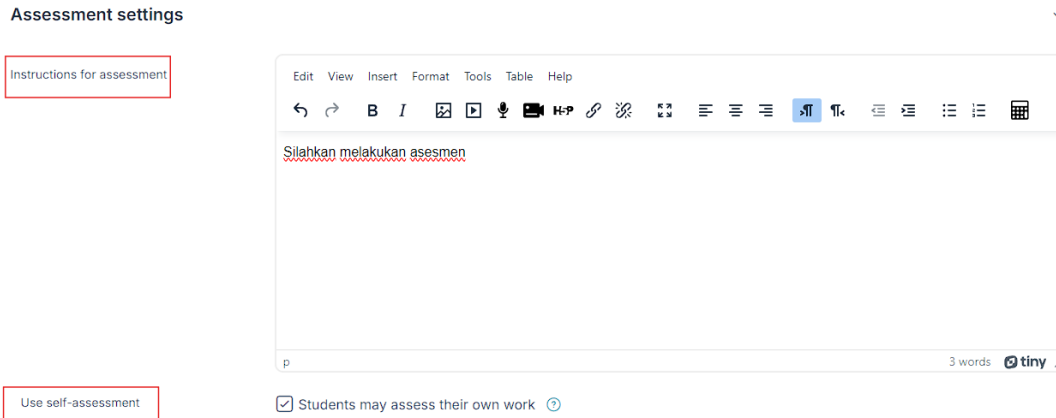 Assessment settings
Instructions for assessment
Edit View Insert Format Tools Table Help
B I H-P
Silahkan melakukan asesmen
p 3 words tiny
Use self-assessment Students may assess their own work ?